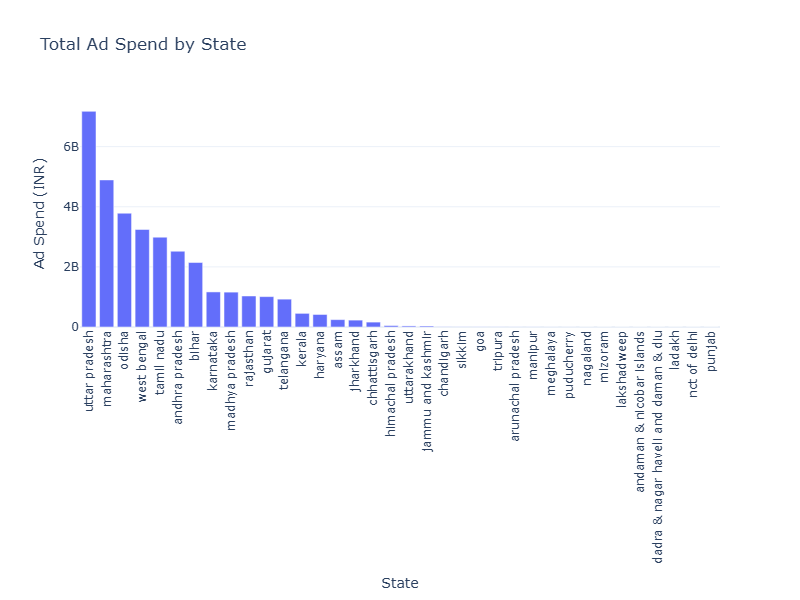 Total Ad Spend by State
Ad Spend (INR)
6B
4B
2B
0
uttar pradesh
maharashtra
odisha
west bengal
tamil nadu
andhra pradesh
bihar
karnataka
madhya pradesh
rajasthan
gujarat
telangana
kerala
haryana
assam
jharkhand
chhattisgarh
himachal pradesh
uttarakhand
jammu and kashmir
chandigarh
sikkim
goa
tripura
arunachal pradesh
manipur
meghalaya
puducherry
nagaland
mizoram
lakshadweep
andaman & nicobar islands
dadra & nagar haveli and daman & diu
ladakh
nct of delhi
punjab
State